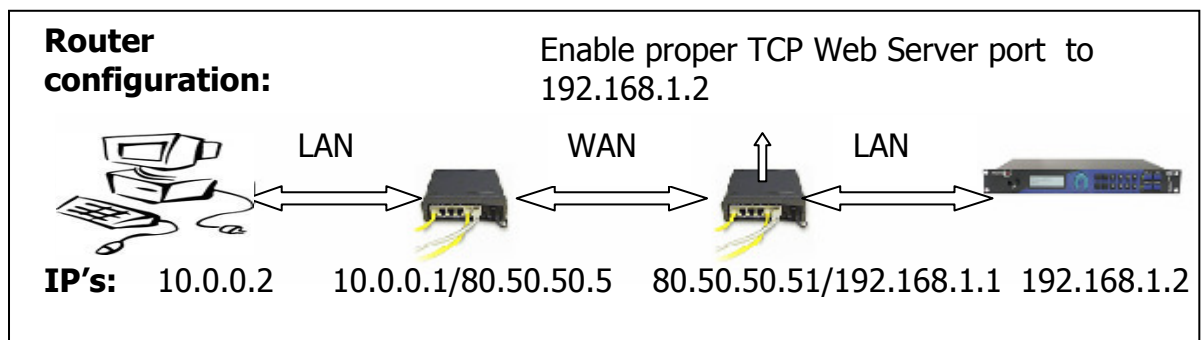 Router
configuration:
Enable proper TCP Web Server port to
192.168.1.2
LAN WAN LAN
IP's: 10.0.0.2 10.0.0.1/80.50.50.5 80.50.50.51/192.168.1.1 192.168.1.2